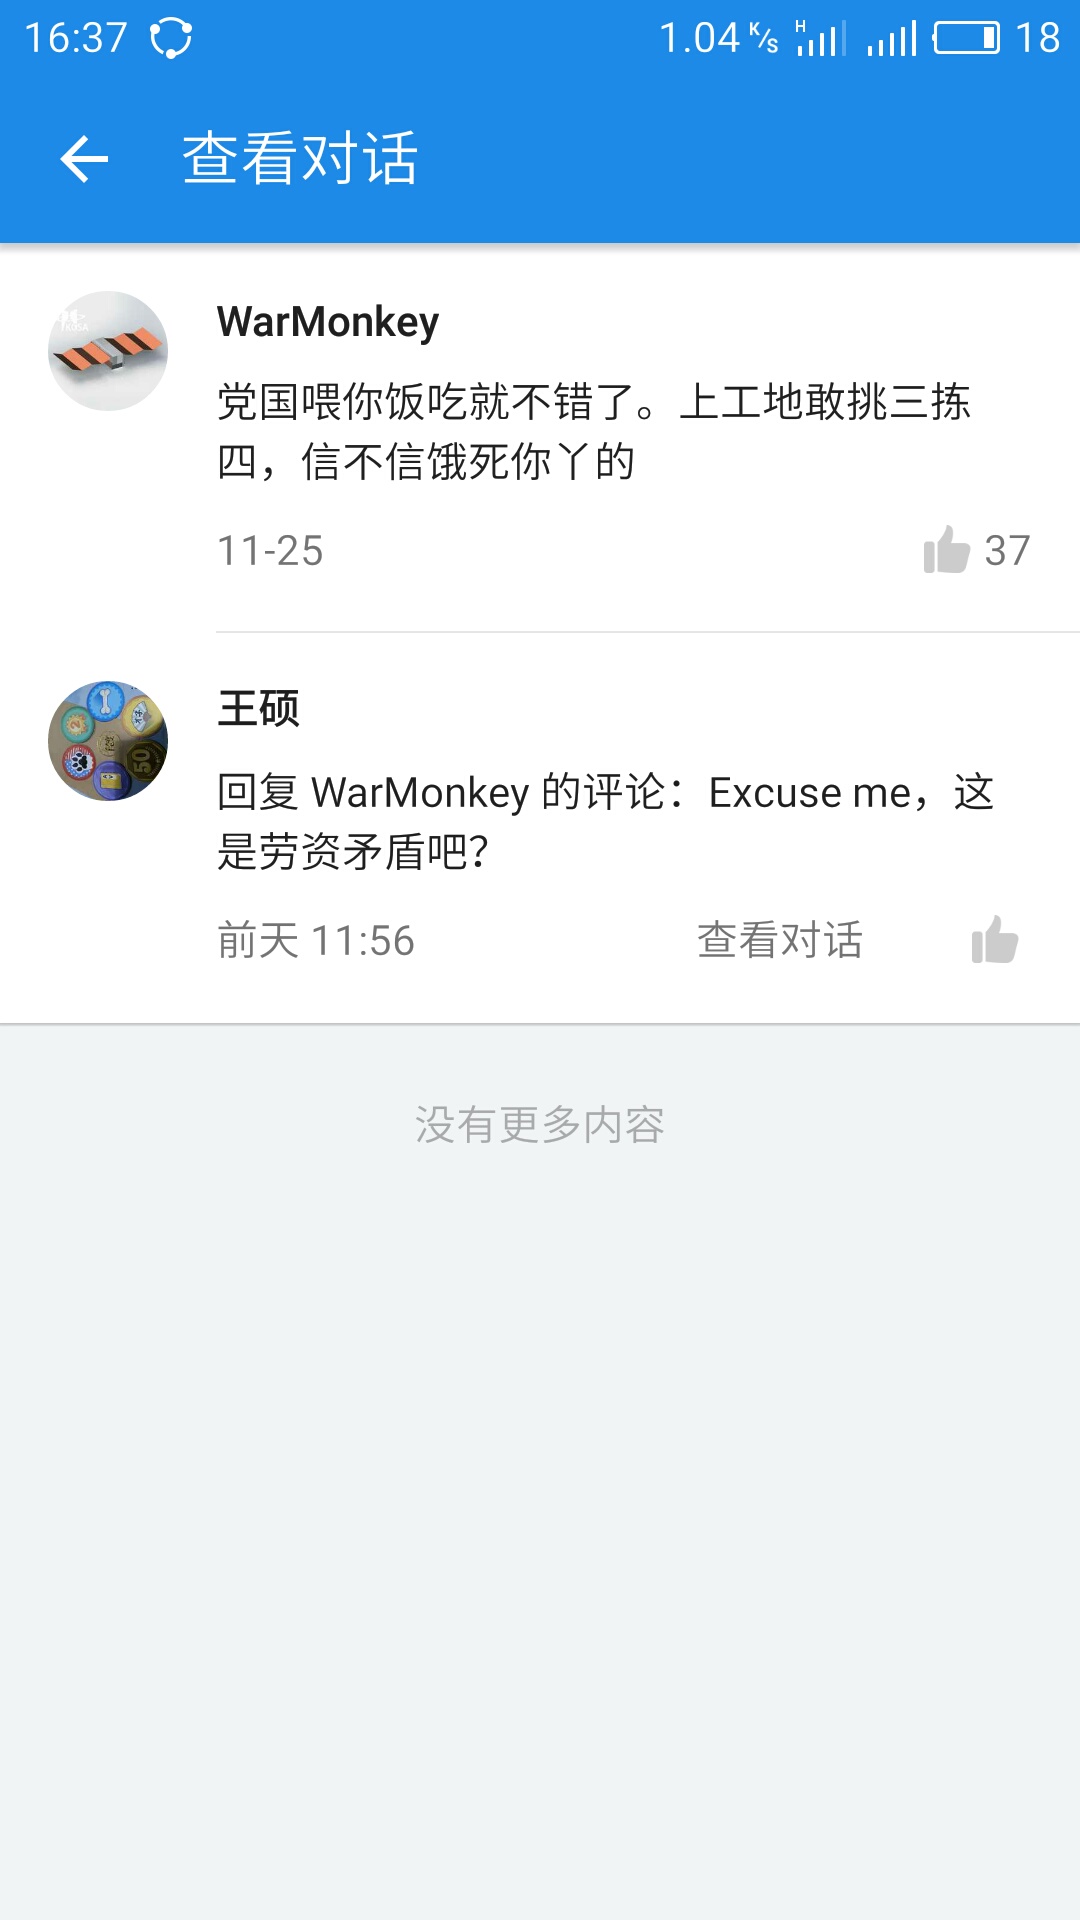 16:37 1.04 K/s H 18
查看对话
WarMonkey
党国喂你饭吃就不错了。上工地敢挑三拣
四，信不信饿死你丫的
11-25 37
王硕
回复 WarMonkey 的评论：Excuse me，这
是劳资矛盾吧？
前天 11:56 查看对话
没有更多内容